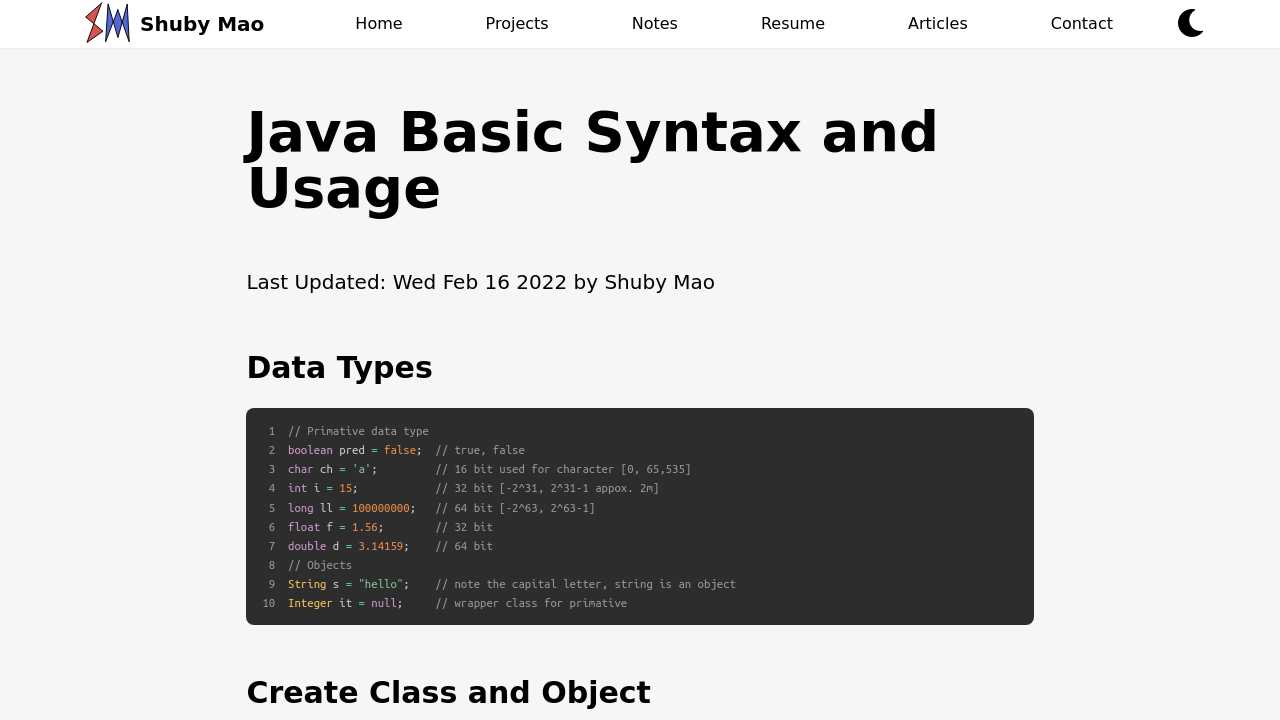 Shuby Mao Home Projects Notes Resume Articles Contact
Java Basic Syntax and
Usage
Last Updated: Wed Feb 16 2022 by Shuby Mao
Data Types
1 // Primative data type
2 boolean pred = false;  // true, false
3 char ch = 'a';         // 16 bit used for character [0, 65,535]
4 int i = 15;            // 32 bit [-2^31, 2^31-1 appox. 2m]
5 long ll = 100000000;   // 64 bit [-2^63, 2^63-1]
6 float f = 1.56;        // 32 bit
7 double d = 3.14159;    // 64 bit
8 // Objects
9 String s = "hello";    // note the capital letter, string is an object
10 Integer it = null;     // wrapper class for primative
Create Class and Object